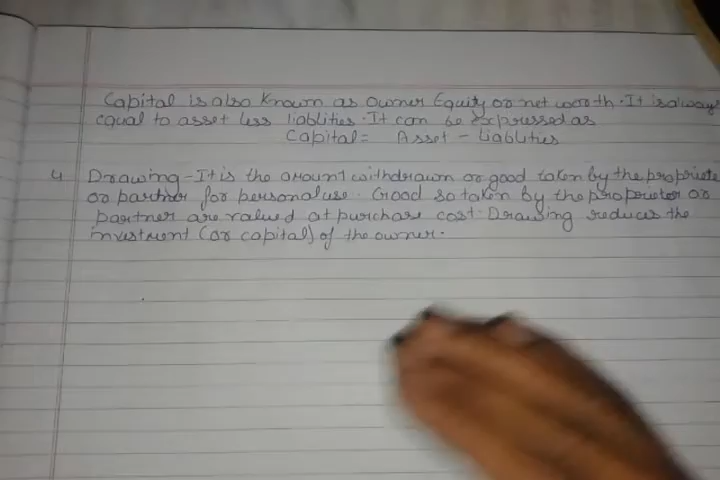 Capital is also known as owner Equity or net worth. It is always
equal to asset less liablities. It can be expressed as
Capital = Asset - Liablities
4 Drawing - It is the amount withdrawn or good taken by the propriete
or partner for personal use. Good so taken by the proprietor or
partner are valued at purchase cost. Drawing reduces the
investment (or capital) of the owner.